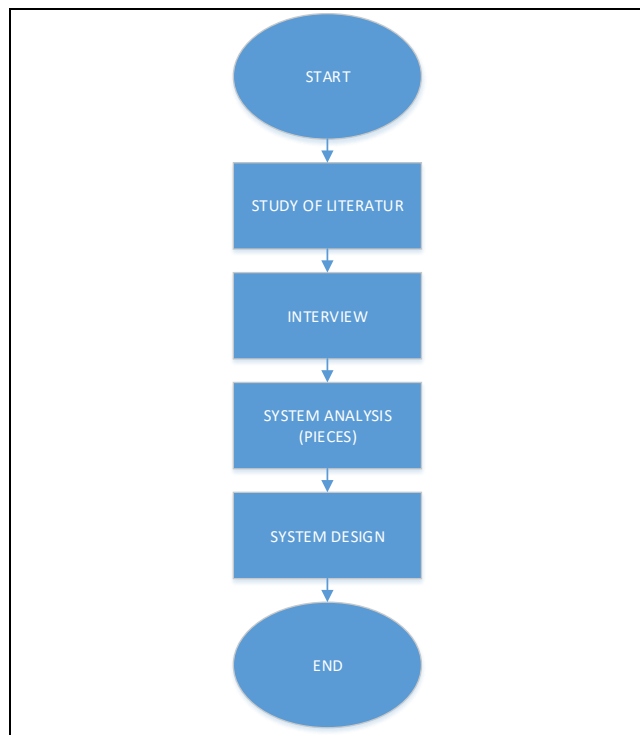 START
STUDY OF LITERATUR
INTERVIEW
SYSTEM ANALYSIS
(PIECES)
SYSTEM DESIGN
END